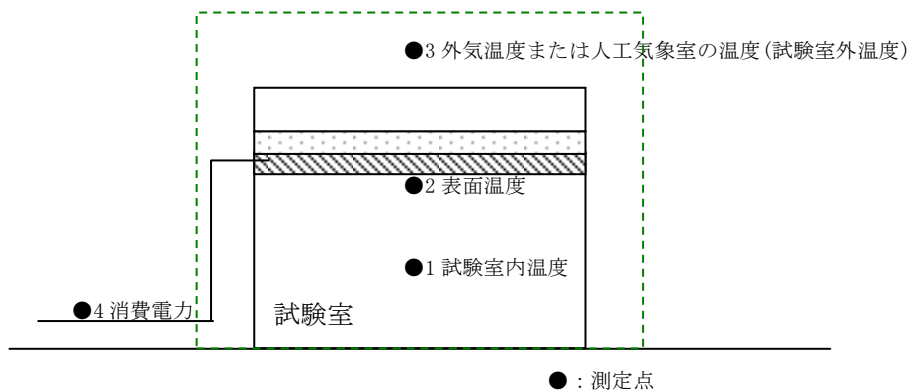 ●3 外気温度または人工気象室の温度(試験室外温度)
●2 表面温度
●1 試験室内温度
●4 消費電力
試験室
●：測定点